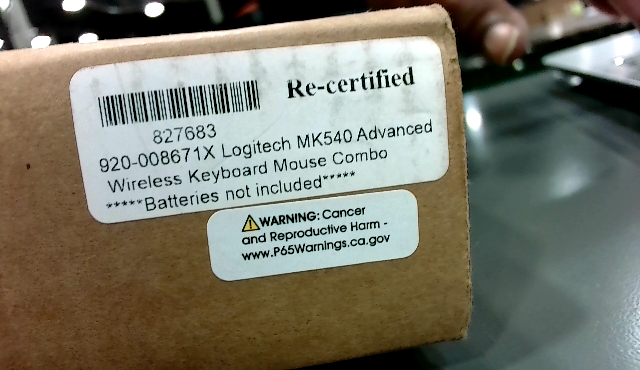 Re-certified
827683
920-008671X Logitech MK540 Advanced
Wireless Keyboard Mouse Combo
*****Batteries not included*****
WARNING: Cancer
and Reproductive Harm -
www.P65Warnings.ca.gov